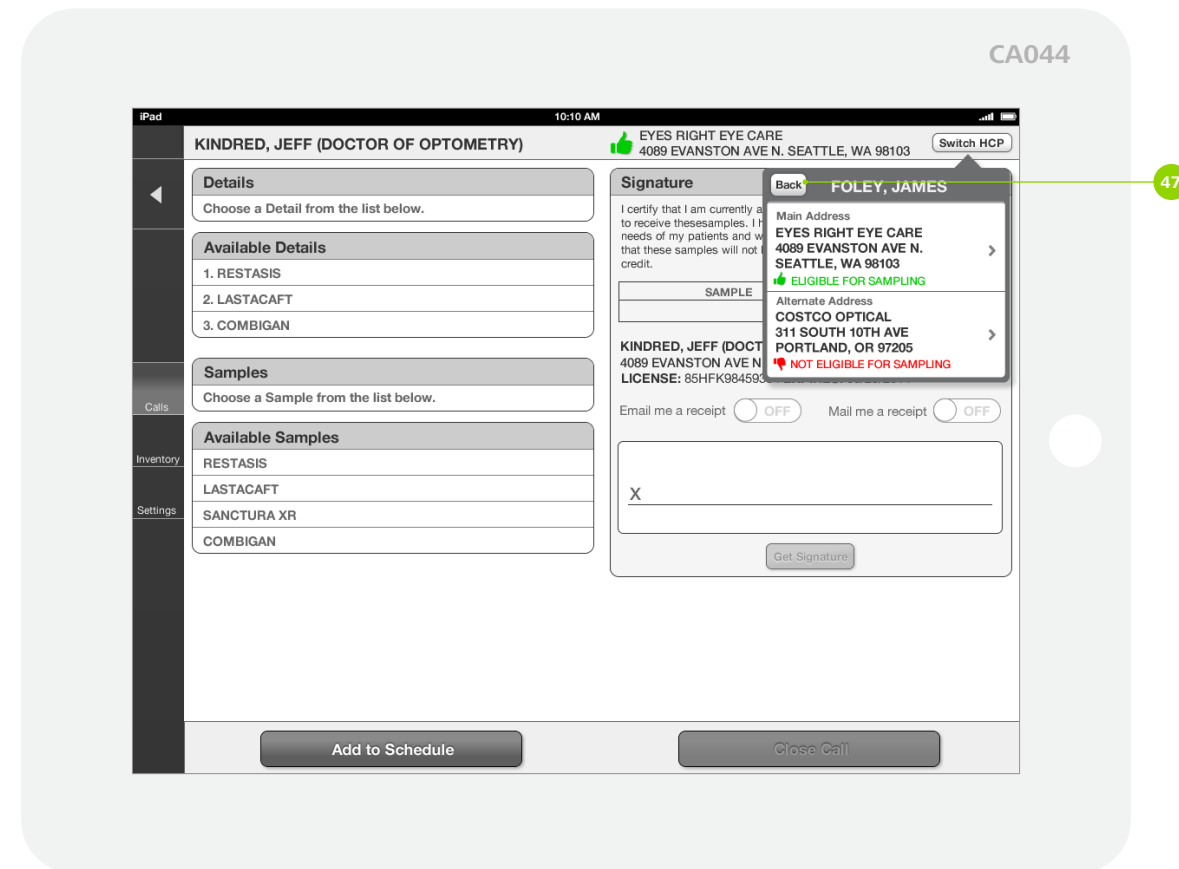 CA044
iPad
10:10 AM
KINDRED, JEFF (DOCTOR OF OPTOMETRY)
EYES RIGHT EYE CARE
4089 EVANSTON AVE N. SEATTLE, WA 98103
Switch HCP
Details
Choose a Detail from the list below.
Available Details
1. RESTASIS
2. LASTACAFT
3. COMBIGAN
Samples
Choose a Sample from the list below.
Available Samples
RESTASIS
LASTACAFT
SANCTURA XR
COMBIGAN
Calls
Inventory
Settings
Signature
I certify that I am currently a
to receive thesesamples. I h
needs of my patients and w
that these samples will not
credit.
SAMPLE
KINDRED, JEFF (DOCT
4089 EVANSTON AVE N
LICENSE: 85HFK98459
Back
FOLEY, JAMES
47
Main Address
EYES RIGHT EYE CARE
4089 EVANSTON AVE N.
SEATTLE, WA 98103
ELIGIBLE FOR SAMPLING
Alternate Address
COSTCO OPTICAL
311 SOUTH 10TH AVE
PORTLAND, OR 97205
NOT ELIGIBLE FOR SAMPLING
Email me a receipt OFF
Mail me a receipt OFF
X
Get Signature
Add to Schedule
Close Call